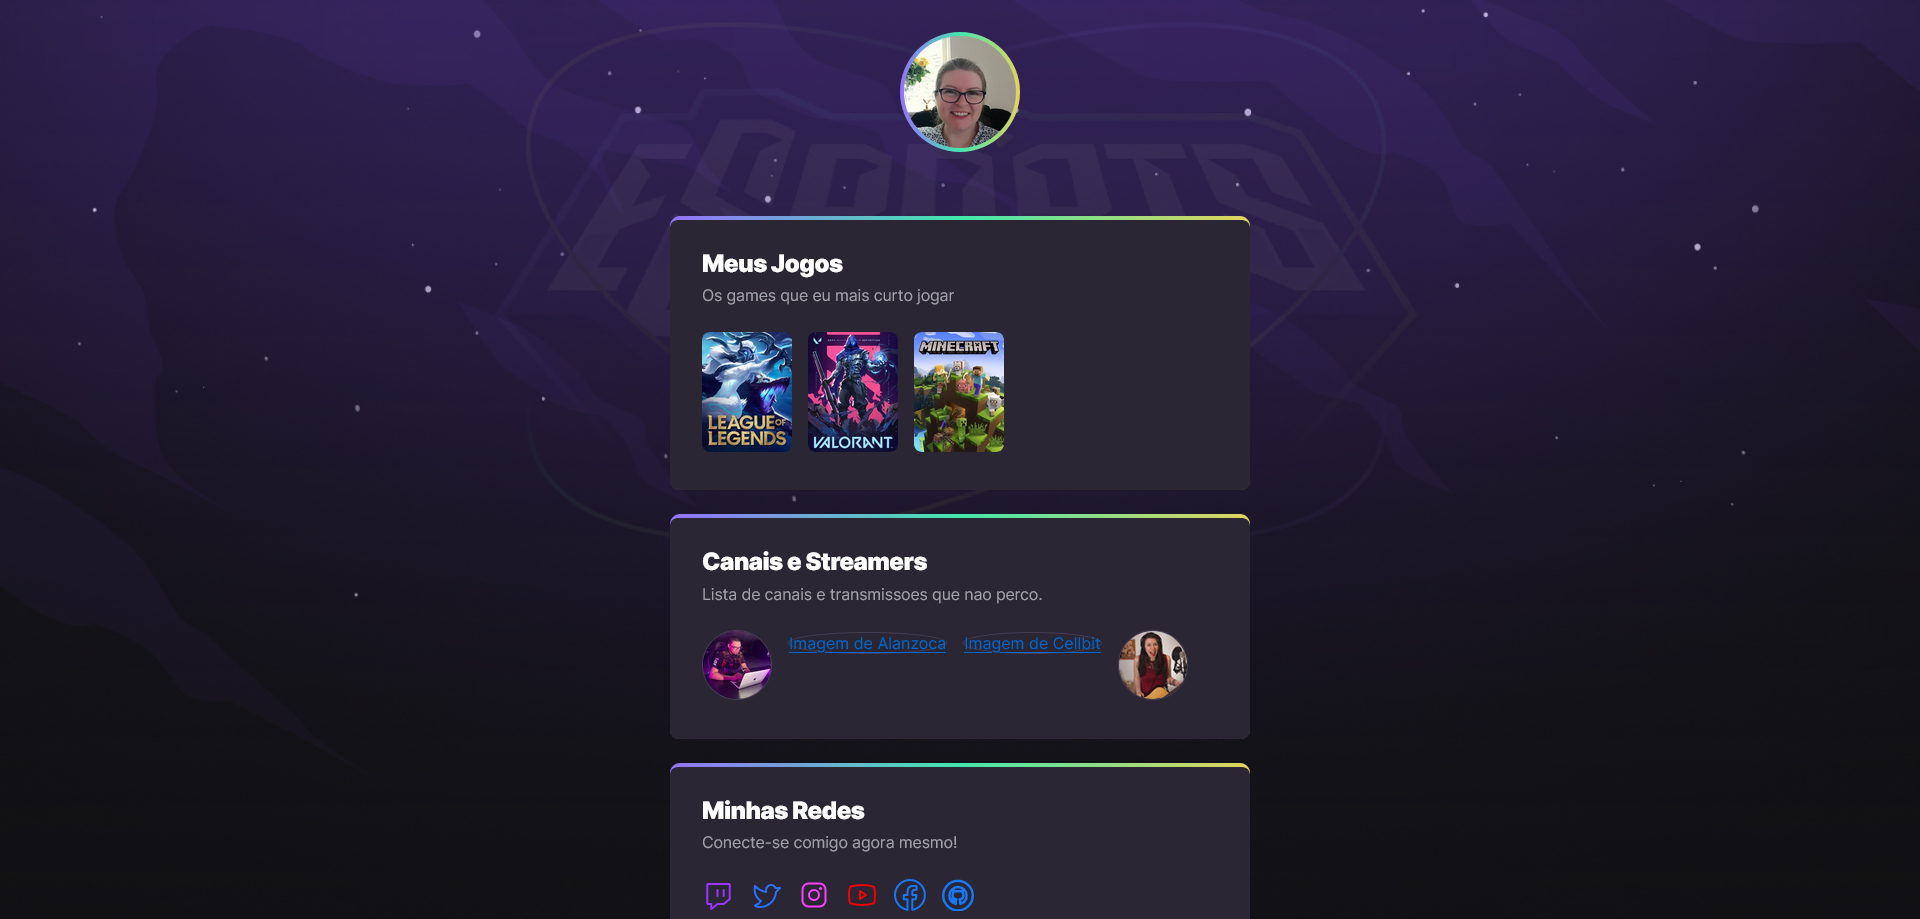 ESPORTS
Meus Jogos
Os games que eu mais curto jogar
LEAGUE OF
LEGENDS
VALORANT
MINECRAFT
Canais e Streamers
Lista de canais e transmissoes que nao perco.
Imagem de Alanzoca
Imagem de Cellbit
Minhas Redes
Conecte-se comigo agora mesmo!